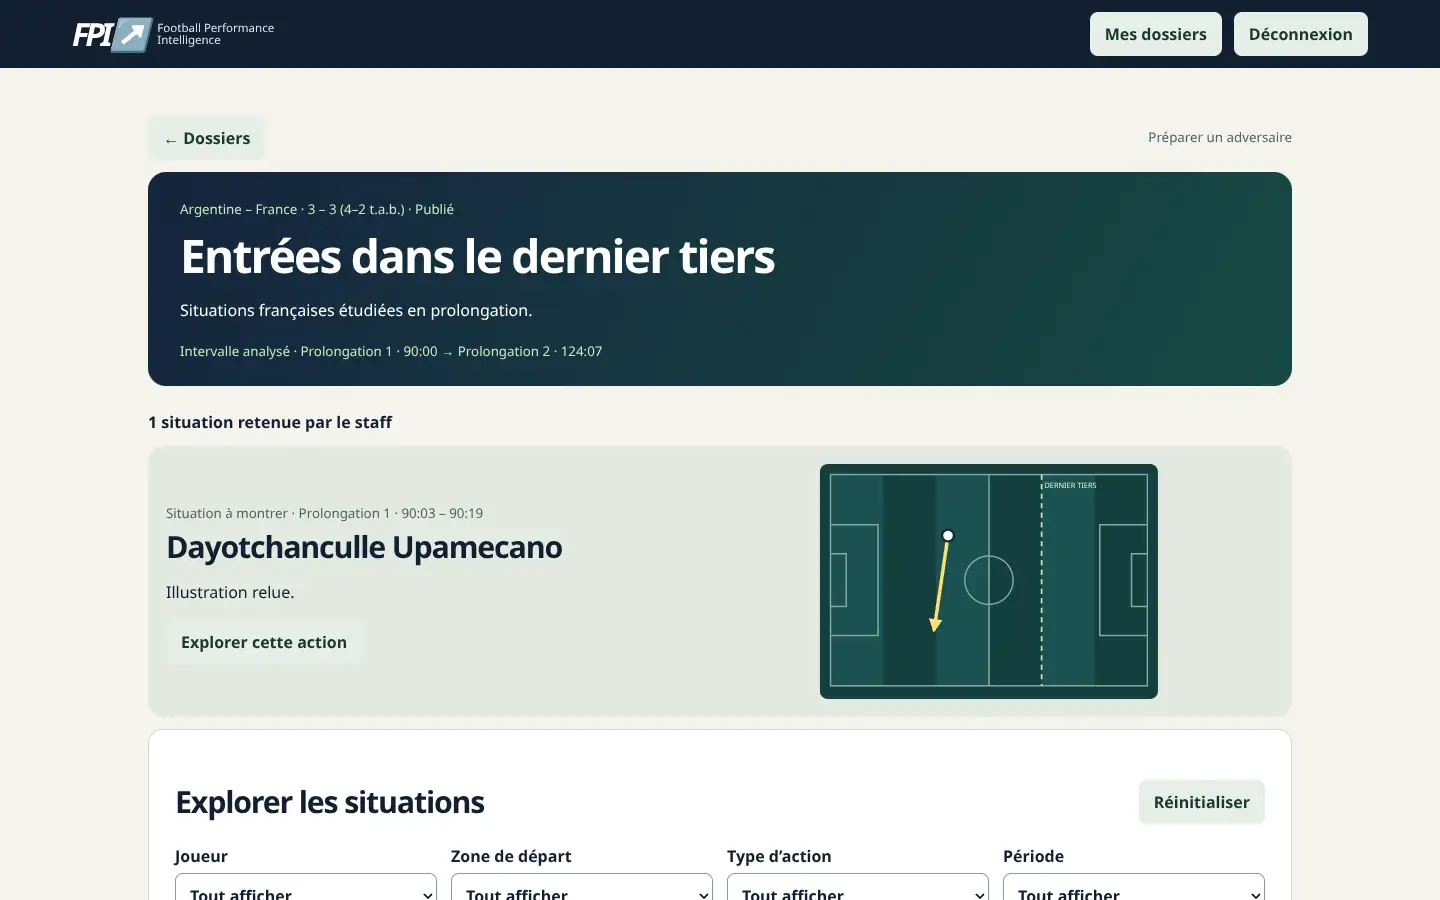 FPI Football Performance
Intelligence
Mes dossiers
Déconnexion
← Dossiers
Préparer un adversaire
Argentine – France · 3 – 3 (4–2 t.a.b.) · Publié
Entrées dans le dernier tiers
Situations françaises étudiées en prolongation.
Intervalle analysé · Prolongation 1 · 90:00 → Prolongation 2 · 124:07
1 situation retenue par le staff
Situation à montrer · Prolongation 1 · 90:03 – 90:19
Dayotchanculle Upamecano
Illustration relue.
Explorer cette action
DERNIER TIERS
Explorer les situations
Réinitialiser
Joueur
Zone de départ
Type d’action
Période
Tout afficher
Tout afficher
Tout afficher
Tout afficher